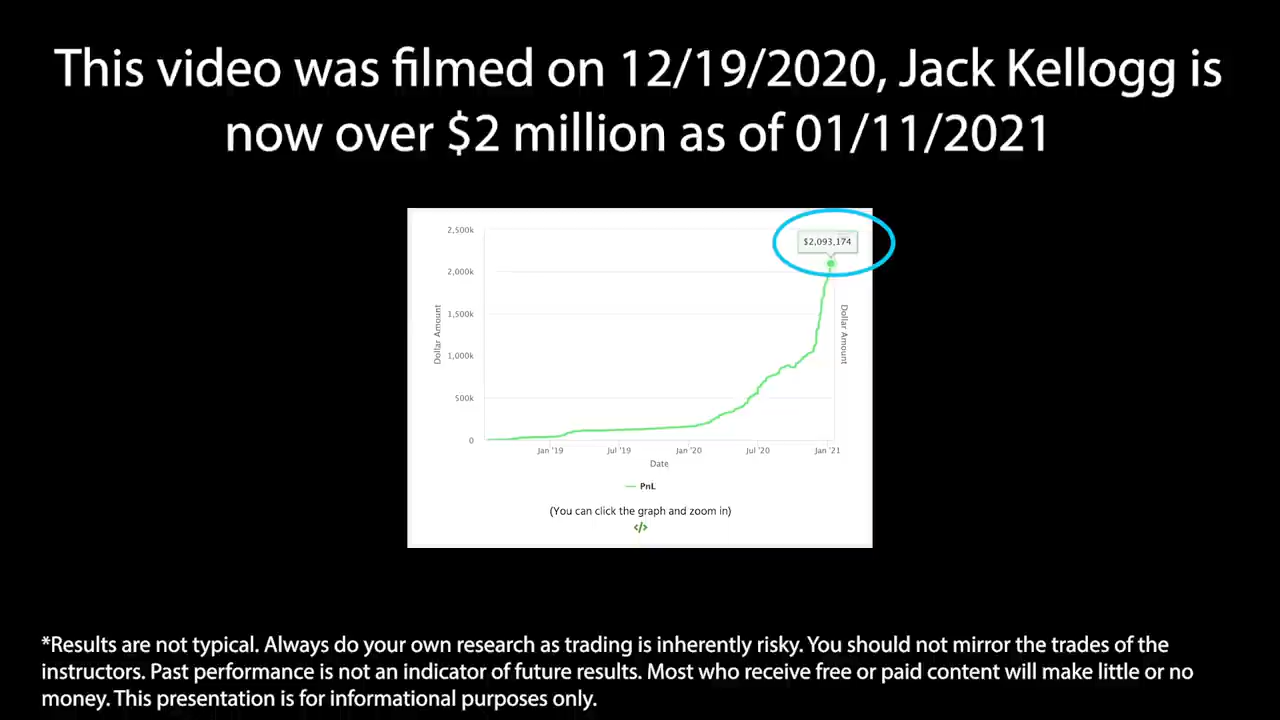 This video was filmed on 12/19/2020, Jack Kellogg is
now over $2 million as of 01/11/2021
2,500k
$2,093,174
2,000k
1,500k
1,000k
500k
0
Dollar Amount
Dollar Amount
Jan '19
Jul '19
Jan '20
Jul '20
Jan '21
Date
PnL
(You can click the graph and zoom in)
</>
*Results are not typical. Always do your own research as trading is inherently risky. You should not mirror the trades of the
instructors. Past performance is not an indicator of future results. Most who receive free or paid content will make little or no
money. This presentation is for informational purposes only.